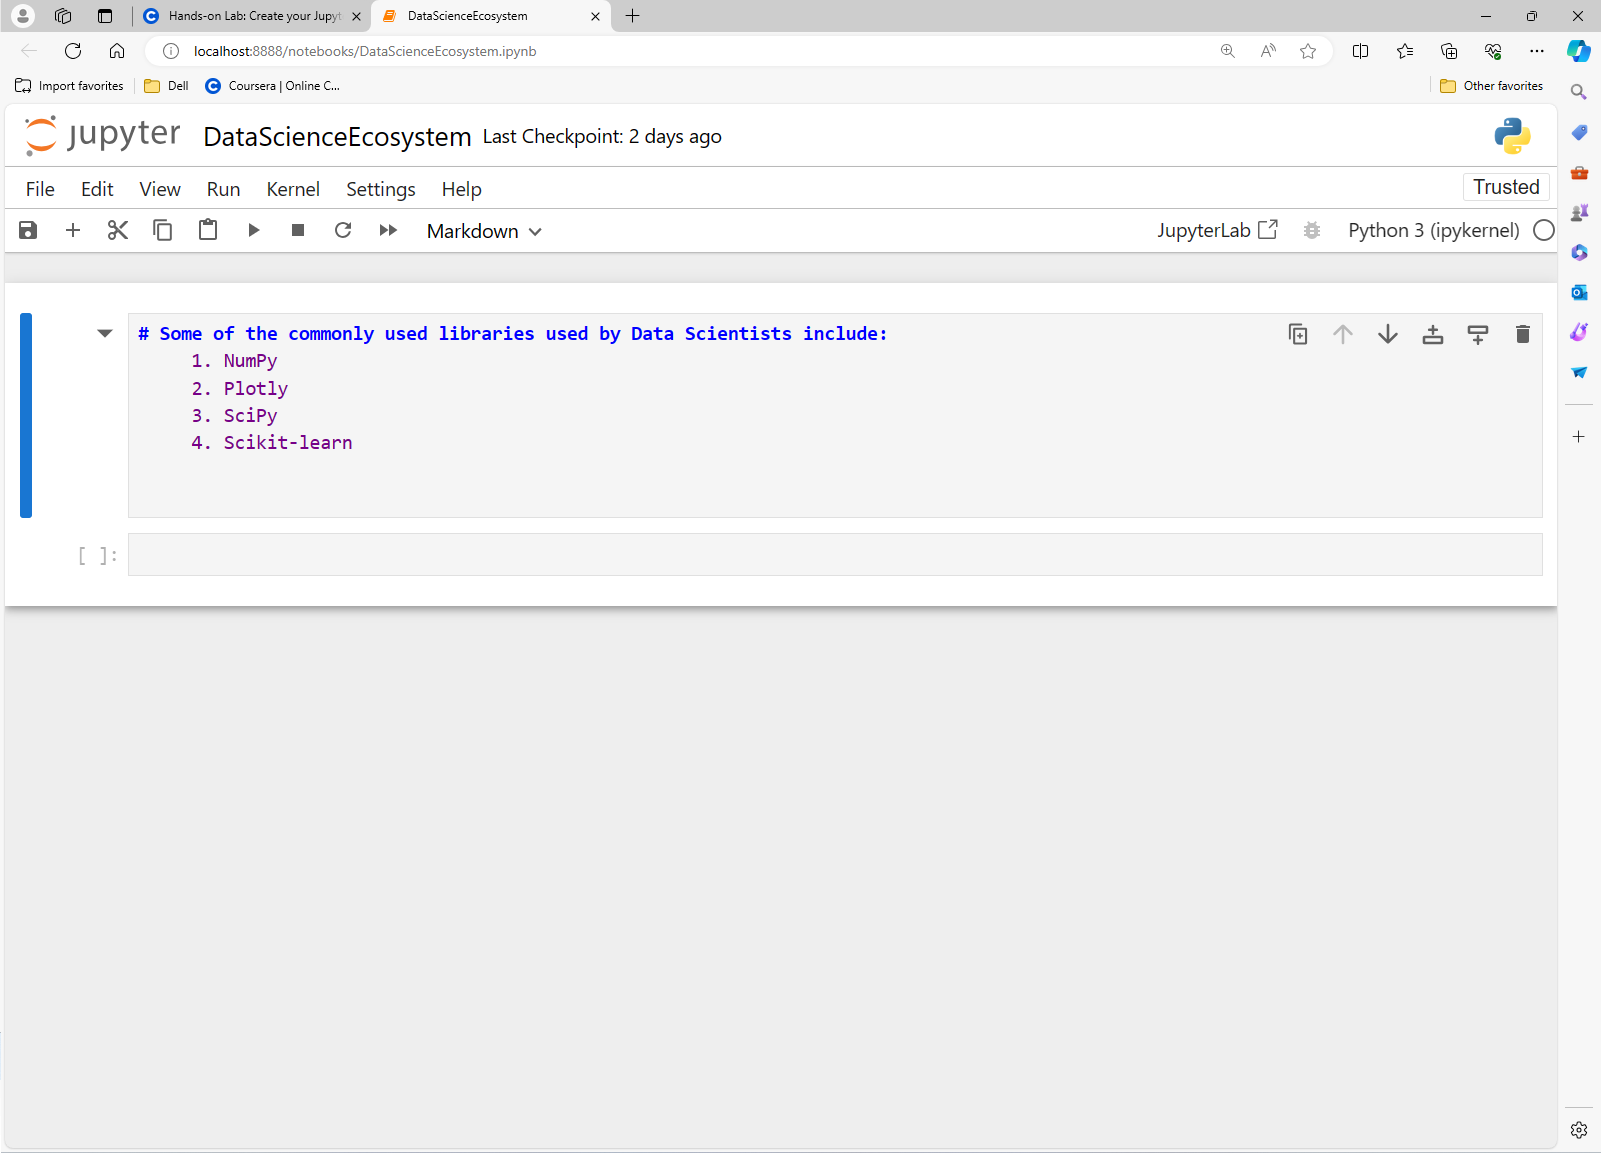 Hands-on Lab: Create your Jupyt
DataScienceEcosystem
localhost:8888/notebooks/DataScienceEcosystem.ipynb
Import favorites
Dell
Coursera | Online C...
Other favorites
jupyter DataScienceEcosystem Last Checkpoint: 2 days ago
File Edit View Run Kernel Settings Help
Trusted
Markdown
JupyterLab
Python 3 (ipykernel)
# Some of the commonly used libraries used by Data Scientists include:
1. NumPy
2. Plotly
3. SciPy
4. Scikit-learn
[ ]: